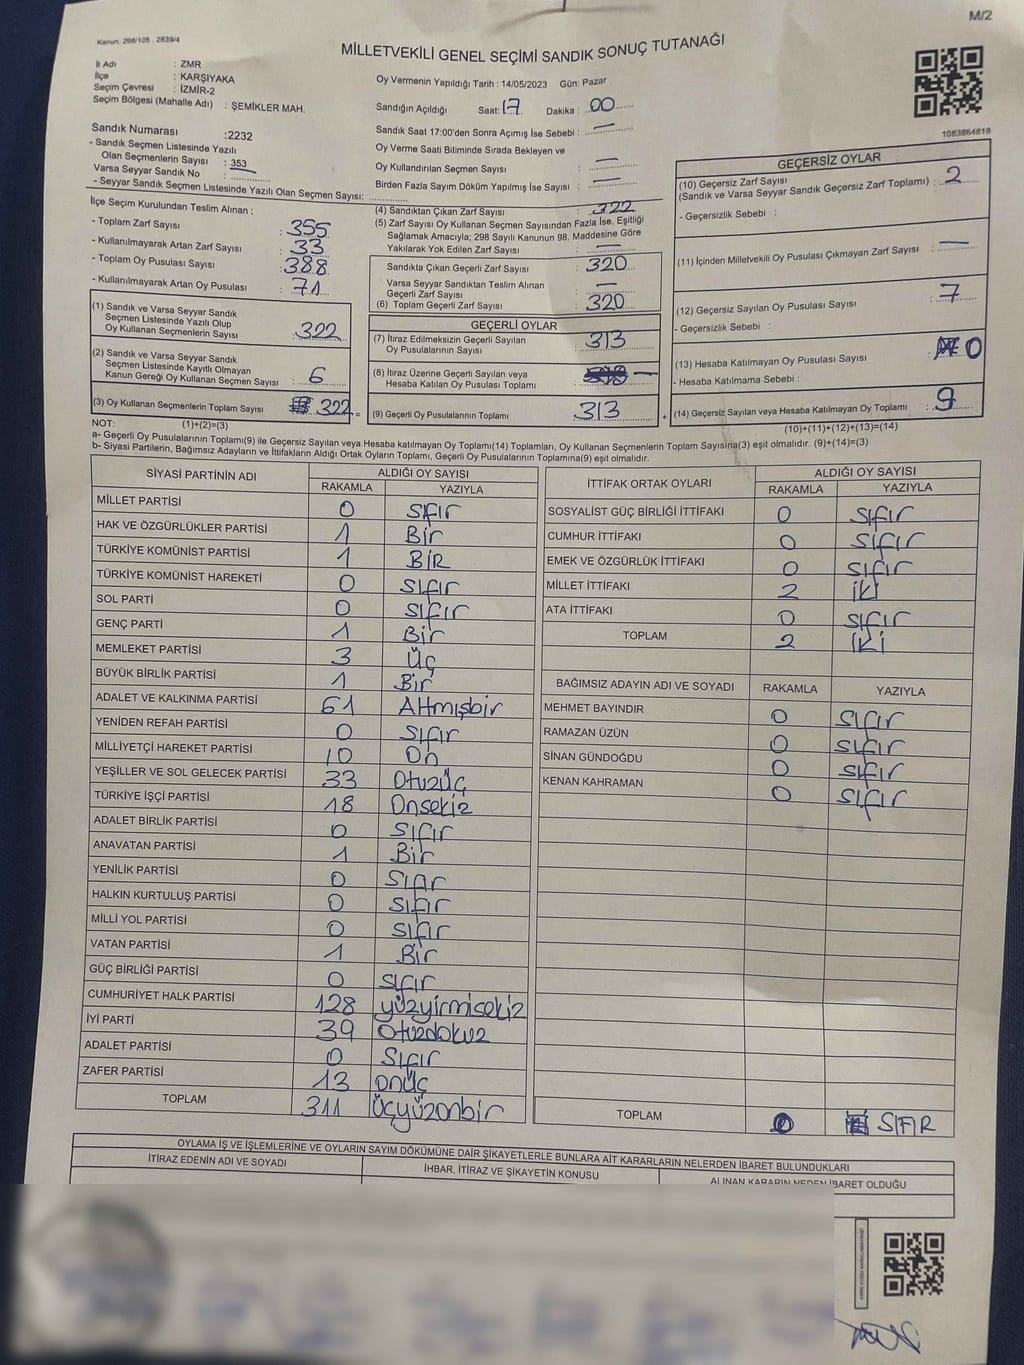 M/2
Kanun: 298/105 , 2839/4
MİLLETVEKİLİ GENEL SEÇİMİ SANDIK SONUÇ TUTANAĞI
İl Adı : ZMR
İlçe : KARŞIYAKA
Seçim Çevresi : İZMİR-2
Seçim Bölgesi (Mahalle Adı) : ŞEMİKLER MAH.
Sandık Numarası :2232
- Sandık Seçmen Listesinde Yazılı
Olan Seçmenlerin Sayısı : 353
Varsa Seyyar Sandık No : —
- Seyyar Sandık Seçmen Listesinde Yazılı Olan Seçmen Sayısı:
Oy Vermenin Yapıldığı Tarih : 14/05/2023 Gün: Pazar
Sandığın Açıldığı Saat: 17 Dakika : 00
Sandık Saat 17:00'den Sonra Açımış İse Sebebi : —
Oy Verme Saati Bitiminde Sırada Bekleyen ve
Oy Kullandırılan Seçmen Sayısı : —
Birden Fazla Sayım Döküm Yapılmış İse Sayısı : —
1083864818
İlçe Seçim Kurulundan Teslim Alınan ;
- Toplam Zarf Sayısı : 355
- Kullanılmayarak Artan Zarf Sayısı : 33
- Toplam Oy Pusulası Sayısı : 388
- Kullanılmayarak Artan Oy Pusulası : 71
(1) Sandık ve Varsa Seyyar Sandık
Seçmen Listesinde Yazılı Olup
Oy Kullanan Seçmenlerin Sayısı : 322
(2) Sandık ve Varsa Seyyar Sandık
Seçmen Listesinde Kayıtlı Olmayan
Kanun Gereği Oy Kullanan Seçmen Sayısı : 6
(3) Oy Kullanan Seçmenlerin Toplam Sayısı 322 =
(1)+(2)=(3)
(4) Sandıktan Çıkan Zarf Sayısı : 322
(5) Zarf Sayısı Oy Kullanan Seçmen Sayısından Fazla İse, Eşitliği
Sağlamak Amacıyla; 298 Sayılı Kanunun 98. Maddesine Göre
Yakılarak Yok Edilen Zarf Sayısı : —
Sandıkta Çıkan Geçerli Zarf Sayısı : 320
Varsa Seyyar Sandıktan Teslim Alınan
Geçerli Zarf Sayısı : —
(6) Toplam Geçerli Zarf Sayısı : 320
GEÇERLİ OYLAR
(7) İtiraz Edilmeksizin Geçerli Sayılan
Oy Pusulalarının Sayısı : 313
(8) İtiraz Üzerine Geçerli Sayılan veya
Hesaba Katılan Oy Pusulası Toplamı : —
(9) Geçerli Oy Pusulalarının Toplamı 313 +
GEÇERSİZ OYLAR
(10) Geçersiz Zarf Sayısı
(Sandık ve Varsa Seyyar Sandık Geçersiz Zarf Toplamı) : 2
- Geçersizlik Sebebi :
(11) İçinden Milletvekili Oy Pusulası Çıkmayan Zarf Sayısı : —
(12) Geçersiz Sayılan Oy Pusulası Sayısı : 7
- Geçersizlik Sebebi :
(13) Hesaba Katılmayan Oy Pusulası Sayısı : 0
- Hesaba Katılmama Sebebi :
(14) Geçersiz Sayılan veya Hesaba Katılmayan Oy Toplamı : 9
(10)+(11)+(12)+(13)=(14)
NOT:
a- Geçerli Oy Pusulalarının Toplamı(9) ile Geçersiz Sayılan veya Hesaba katılmayan Oy Toplamı(14) Toplamları, Oy Kullanan Seçmenlerin Toplam Sayısına(3) eşit olmalıdır. (9)+(14)=(3)
b- Siyasi Partilerin, Bağımsız Adayların ve İttifakların Aldığı Ortak Oyların Toplamı, Geçerli Oy Pusulalarının Toplamına(9) eşit olmalıdır.
SİYASİ PARTİNİN ADI ALDIĞI OY SAYISI
RAKAMLA YAZIYLA
MİLLET PARTİSİ 0 Sıfır
HAK VE ÖZGÜRLÜKLER PARTİSİ 1 Bir
TÜRKİYE KOMÜNİST PARTİSİ 1 BİR
TÜRKİYE KOMÜNİST HAREKETİ 0 Sıfır
SOL PARTİ 0 Sıfır
GENÇ PARTİ 1 Bir
MEMLEKET PARTİSİ 3 Üç
BÜYÜK BİRLİK PARTİSİ 1 Bir
ADALET VE KALKINMA PARTİSİ 61 Altmışbir
YENİDEN REFAH PARTİSİ 0 Sıfır
MİLLİYETÇİ HAREKET PARTİSİ 10 On
YEŞİLLER VE SOL GELECEK PARTİSİ 33 Otuzüç
TÜRKİYE İŞÇİ PARTİSİ 18 Onsekiz
ADALET BİRLİK PARTİSİ 0 Sıfır
ANAVATAN PARTİSİ 1 Bir
YENİLİK PARTİSİ 0 Sıfır
HALKIN KURTULUŞ PARTİSİ 0 Sıfır
MİLLİ YOL PARTİSİ 0 Sıfır
VATAN PARTİSİ 1 Bir
GÜÇ BİRLİĞİ PARTİSİ 0 Sıfır
CUMHURİYET HALK PARTİSİ 128 yüzyirmisekiz
İYİ PARTİ 39 Otuzdokuz
ADALET PARTİSİ 0 Sıfır
ZAFER PARTİSİ 13 onüç
TOPLAM 311 Üçyüzonbir
İTTİFAK ORTAK OYLARI ALDIĞI OY SAYISI
RAKAMLA YAZIYLA
SOSYALİST GÜÇ BİRLİĞİ İTTİFAKI 0 Sıfır
CUMHUR İTTİFAKI 0 Sıfır
EMEK VE ÖZGÜRLÜK İTTİFAKI 0 Sıfır
MİLLET İTTİFAKI 2 iki
ATA İTTİFAKI 0 Sıfır
TOPLAM 2 iki
BAĞIMSIZ ADAYIN ADI VE SOYADI RAKAMLA YAZIYLA
MEHMET BAYINDIR 0 Sıfır
RAMAZAN ÜZÜN 0 Sıfır
SİNAN GÜNDOĞDU 0 Sıfır
KENAN KAHRAMAN 0 Sıfır
TOPLAM 0 SIFIR
OYLAMA İŞ VE İŞLEMLERİNE VE OYLARIN SAYIM DÖKÜMÜNE DAİR ŞİKAYETLERLE BUNLARA AİT KARARLARIN NELERDEN İBARET BULUNDUKLARI
İTİRAZ EDENİN ADI VE SOYADI İHBAR, İTİRAZ VE ŞİKAYETİN KONUSU ALINAN KARARIN NEDEN İBARET OLDUĞU